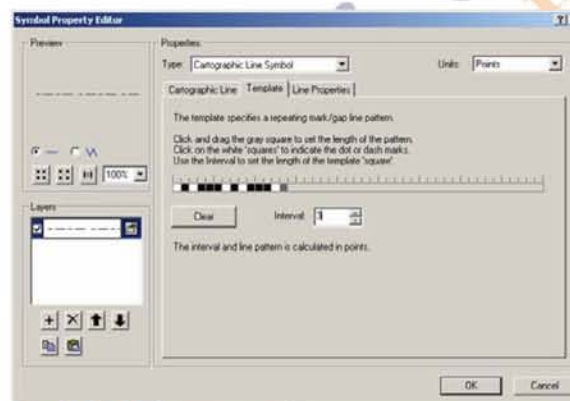 Symbol Property Editor
Preview
100%
Layers
Properties:
Type: Cartographic Line Symbol
Units: Points
Cartographic Line Template Line Properties
The template specifies a repeating mark/gap line pattern.
Click and drag the gray square to set the length of the pattern.
Click on the white 'squares' to indicate the dot or dash marks.
Use the Interval to set the length of the template 'square'.
Clear
Interval:
The interval and line pattern is calculated in points.
OK
Cancel